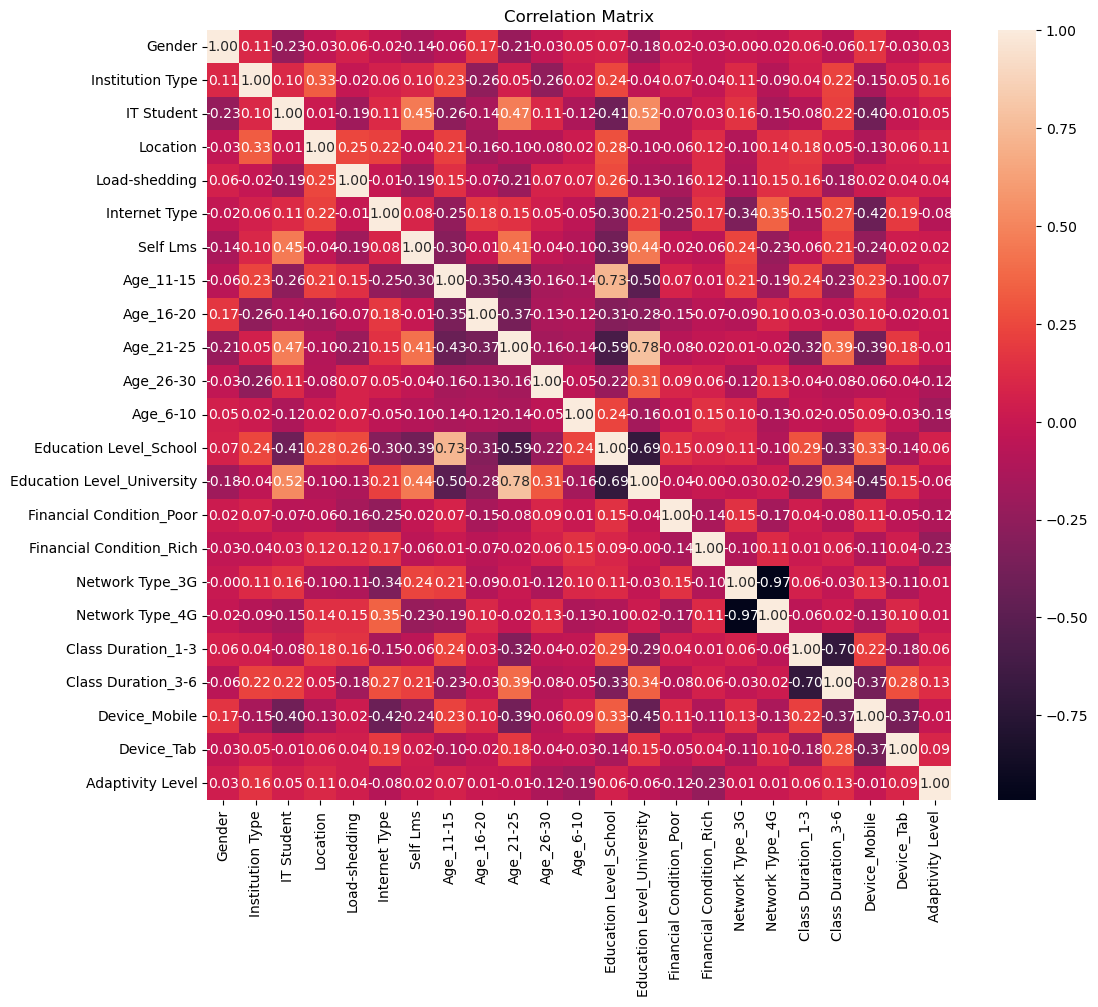 Correlation Matrix
Gender 1.00 0.11 -0.23 -0.03 0.06 -0.02 -0.14 -0.06 0.17 -0.21 -0.03 0.05 0.07 -0.18 0.02 -0.03 -0.00 -0.02 0.06 -0.06 0.17 -0.03 0.03
Institution Type 0.11 1.00 0.10 0.33 -0.02 0.06 0.10 0.23 -0.26 0.05 -0.26 0.02 0.24 -0.04 0.07 -0.04 0.11 -0.09 0.04 0.22 -0.15 0.05 0.16
IT Student -0.23 0.10 1.00 0.01 -0.19 0.11 0.45 -0.26 -0.14 0.47 0.11 -0.12 -0.41 0.52 -0.07 0.03 0.16 -0.15 -0.08 0.22 -0.40 -0.01 0.05
Location -0.03 0.33 0.01 1.00 0.25 0.22 -0.04 0.21 -0.16 -0.10 -0.08 0.02 0.28 -0.10 -0.06 0.12 -0.10 0.14 0.18 0.05 -0.13 0.06 0.11
Load-shedding 0.06 -0.02 -0.19 0.25 1.00 -0.01 -0.19 0.15 -0.07 -0.21 0.07 0.07 0.26 -0.13 -0.16 0.12 -0.11 0.15 0.16 -0.18 0.02 0.04 0.04
Internet Type -0.02 0.06 0.11 0.22 -0.01 1.00 0.08 -0.25 0.18 0.15 0.05 -0.05 -0.30 0.21 -0.25 0.17 -0.34 0.35 -0.15 0.27 -0.42 0.19 -0.08
Self Lms -0.14 0.10 0.45 -0.04 -0.19 0.08 1.00 -0.30 -0.01 0.41 -0.04 -0.10 -0.39 0.44 -0.02 -0.06 0.24 -0.23 -0.06 0.21 -0.24 0.02 0.02
Age_11-15 -0.06 0.23 -0.26 0.21 0.15 -0.25 -0.30 1.00 -0.35 -0.43 -0.16 -0.14 0.73 -0.50 0.07 0.01 0.21 -0.19 0.24 -0.23 0.23 -0.10 0.07
Age_16-20 0.17 -0.26 -0.14 -0.16 -0.07 0.18 -0.01 -0.35 1.00 -0.37 -0.13 -0.12 -0.31 -0.28 -0.15 -0.07 -0.09 0.10 0.03 -0.03 0.10 -0.02 0.01
Age_21-25 -0.21 0.05 0.47 -0.10 -0.21 0.15 0.41 -0.43 -0.37 1.00 -0.16 -0.14 -0.59 0.78 -0.08 -0.02 0.01 -0.02 -0.32 0.39 -0.39 0.18 -0.01
Age_26-30 -0.03 -0.26 0.11 -0.08 0.07 0.05 -0.04 -0.16 -0.13 -0.16 1.00 -0.05 -0.22 0.31 0.09 0.06 -0.12 0.13 -0.04 -0.08 -0.06 -0.04 -0.12
Age_6-10 0.05 0.02 -0.12 0.02 0.07 -0.05 -0.10 -0.14 -0.12 -0.14 -0.05 1.00 0.24 -0.16 0.01 0.15 0.10 -0.13 -0.02 -0.05 0.09 -0.03 -0.19
Education Level_School 0.07 0.24 -0.41 0.28 0.26 -0.30 -0.39 0.73 -0.31 -0.59 -0.22 0.24 1.00 -0.69 0.15 0.09 0.11 -0.10 0.29 -0.33 0.33 -0.14 0.06
Education Level_University -0.18 -0.04 0.52 -0.10 -0.13 0.21 0.44 -0.50 -0.28 0.78 0.31 -0.16 -0.69 1.00 -0.04 -0.00 -0.03 0.02 -0.29 0.34 -0.45 0.15 -0.06
Financial Condition_Poor 0.02 0.07 -0.07 -0.06 -0.16 -0.25 -0.02 0.07 -0.15 -0.08 0.09 0.01 0.15 -0.04 1.00 -0.14 0.15 -0.17 0.04 -0.08 0.11 -0.05 -0.12
Financial Condition_Rich -0.03 -0.04 0.03 0.12 0.12 0.17 -0.06 0.01 -0.07 -0.02 0.06 0.15 0.09 -0.00 -0.14 1.00 -0.10 0.11 0.01 0.06 -0.11 0.04 -0.23
Network Type_3G -0.00 0.11 0.16 -0.10 -0.11 -0.34 0.24 0.21 -0.09 0.01 -0.12 0.10 0.11 -0.03 0.15 -0.10 1.00 -0.97 0.06 -0.03 0.13 -0.11 0.01
Network Type_4G -0.02 -0.09 -0.15 0.14 0.15 0.35 -0.23 -0.19 0.10 -0.02 0.13 -0.13 -0.10 0.02 -0.17 0.11 -0.97 1.00 -0.06 0.02 -0.13 0.10 0.01
Class Duration_1-3 0.06 0.04 -0.08 0.18 0.16 -0.15 -0.06 0.24 0.03 -0.32 -0.04 -0.02 0.29 -0.29 0.04 0.01 0.06 -0.06 1.00 -0.70 0.22 -0.18 0.06
Class Duration_3-6 -0.06 0.22 0.22 0.05 -0.18 0.27 0.21 -0.23 -0.03 0.39 -0.08 -0.05 -0.33 0.34 -0.08 0.06 -0.03 0.02 -0.70 1.00 -0.37 0.28 0.13
Device_Mobile 0.17 -0.15 -0.40 -0.13 0.02 -0.42 -0.24 0.23 0.10 -0.39 -0.06 0.09 0.33 -0.45 0.11 -0.11 0.13 -0.13 0.22 -0.37 1.00 -0.37 -0.01
Device_Tab -0.03 0.05 -0.01 0.06 0.04 0.19 0.02 -0.10 -0.02 0.18 -0.04 -0.03 -0.14 0.15 -0.05 0.04 -0.11 0.10 -0.18 0.28 -0.37 1.00 0.09
Adaptivity Level 0.03 0.16 0.05 0.11 0.04 -0.08 0.02 0.07 0.01 -0.01 -0.12 -0.19 0.06 -0.06 -0.12 -0.23 0.01 0.01 0.06 0.13 -0.01 0.09 1.00
Gender
Institution Type
IT Student
Location
Load-shedding
Internet Type
Self Lms
Age_11-15
Age_16-20
Age_21-25
Age_26-30
Age_6-10
Education Level_School
Education Level_University
Financial Condition_Poor
Financial Condition_Rich
Network Type_3G
Network Type_4G
Class Duration_1-3
Class Duration_3-6
Device_Mobile
Device_Tab
Adaptivity Level
1.00
0.75
0.50
0.25
0.00
-0.25
-0.50
-0.75